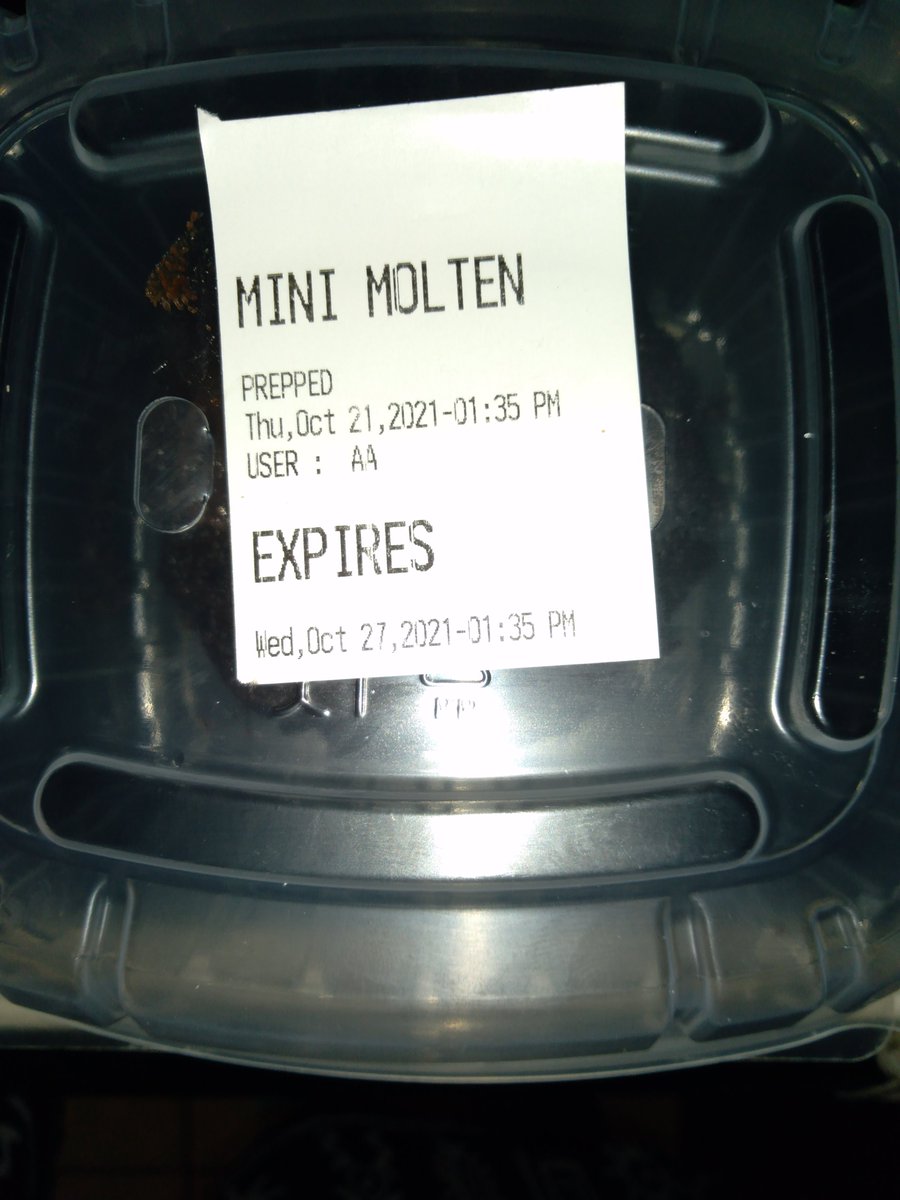 MINI MOLTEN
PREPPED
Thu,Oct 21,2021-01:35 PM
USER : AA
EXPIRES
Wed,Oct 27,2021-01:35 PM